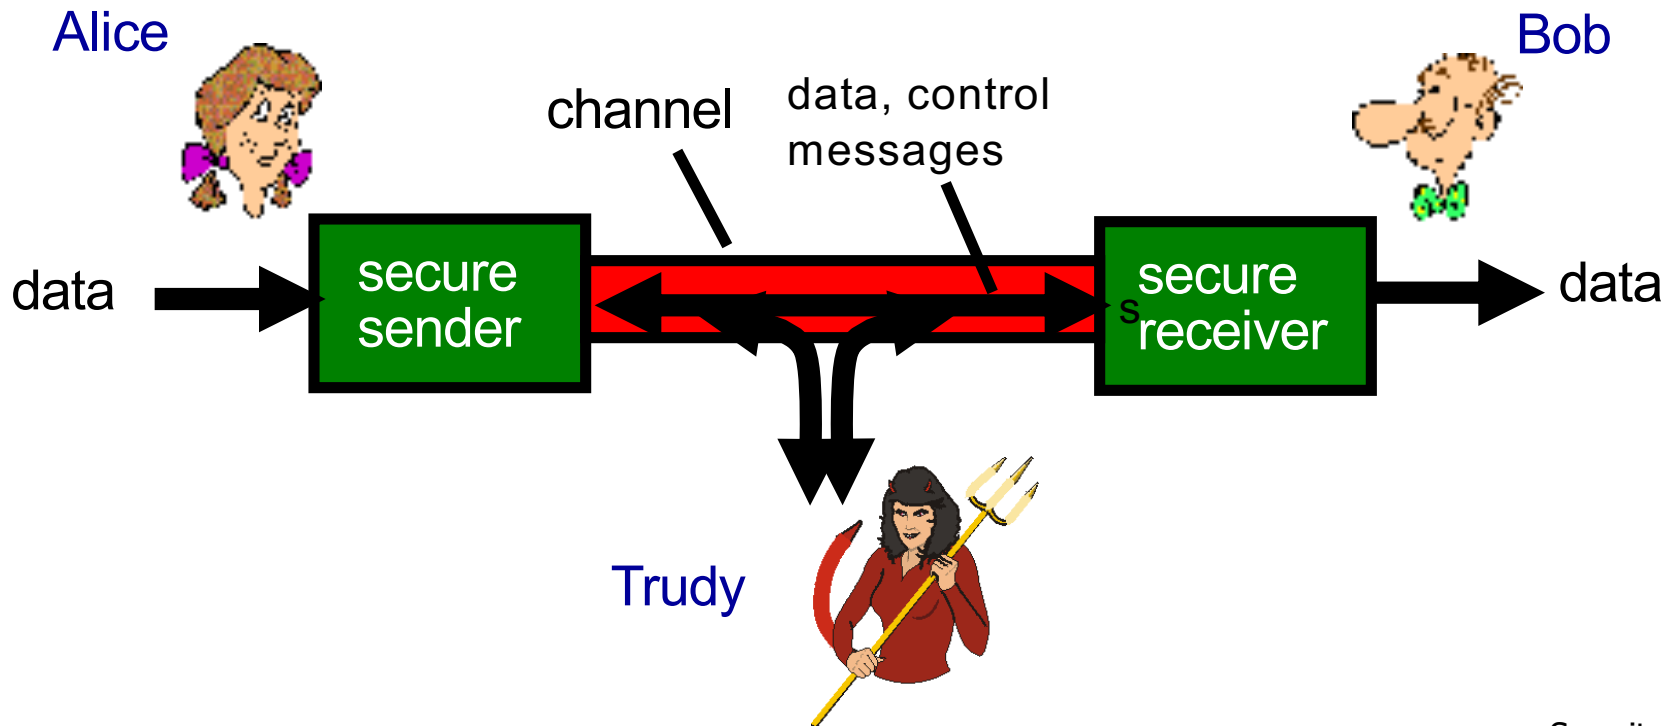 Alice
Bob
channel
data, control
messages
data
secure
sender
s
secure
receiver
data
Trudy